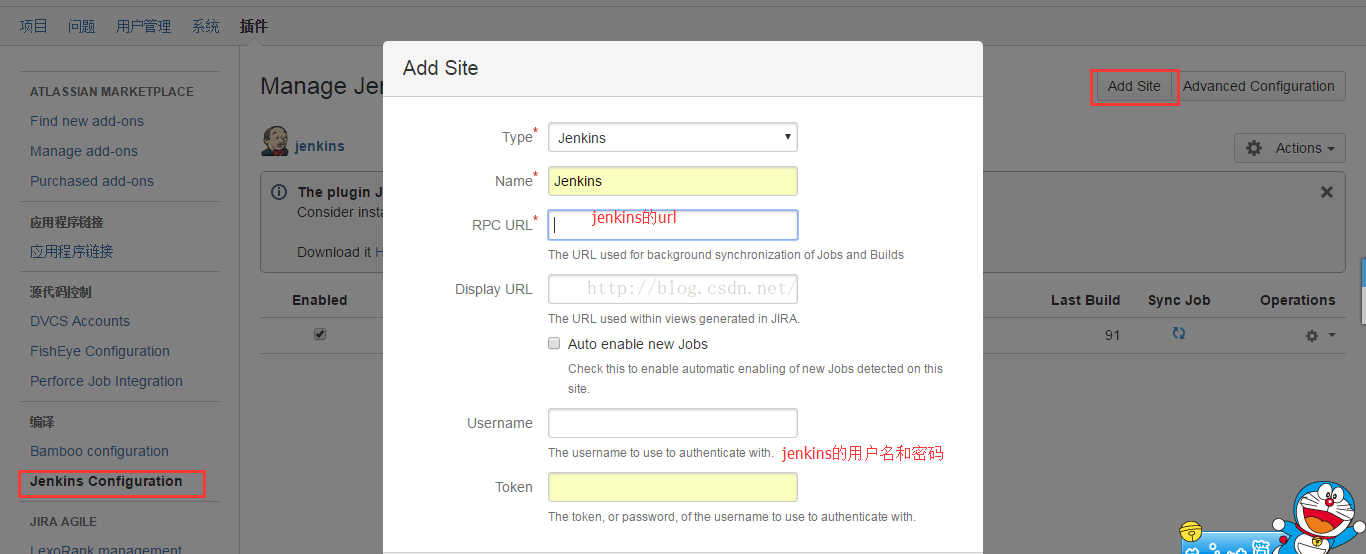 项目 问题 用户管理 系统 插件
ATLASSIAN MARKETPLACE
Find new add-ons
Manage add-ons
Purchased add-ons
应用程序链接
应用程序链接
源代码控制
DVCS Accounts
FishEye Configuration
Perforce Job Integration
编译
Bamboo configuration
Jenkins Configuration
JIRA AGILE
LexoRank management
Manage Jen
Add Site
Advanced Configuration
jenkins
Actions
The plugin J
Consider insta
Download it H
Enabled
Last Build
Sync Job
Operations
91
Add Site
Type*
Jenkins
Name*
Jenkins
RPC URL*
jenkins的url
The URL used for background synchronization of Jobs and Builds
Display URL
http://blog.csdn.net/
The URL used within views generated in JIRA.
Auto enable new Jobs
Check this to enable automatic enabling of new Jobs detected on this
site.
Username
The username to use to authenticate with.
jenkins的用户名和密码
Token
The token, or password, of the username to use to authenticate with.